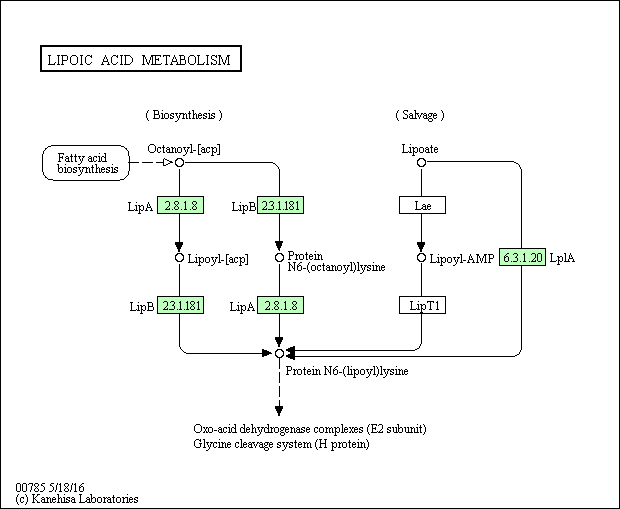 LIPOIC ACID METABOLISM
( Biosynthesis )
( Salvage )
Octanoyl-[acp]
Lipoate
Fatty acid
biosynthesis
LipA 2.8.1.8
LipB 2.3.1.181
Lae
Lipoyl-[acp]
Protein
N6-(octanoyl)lysine
Lipoyl-AMP
6.3.1.20 LplA
LipB 2.3.1.181
LipA 2.8.1.8
LipT1
Protein N6-(lipoyl)lysine
Oxo-acid dehydrogenase complexes (E2 subunit)
Glycine cleavage system (H protein)
00785 5/18/16
(c) Kanehisa Laboratories